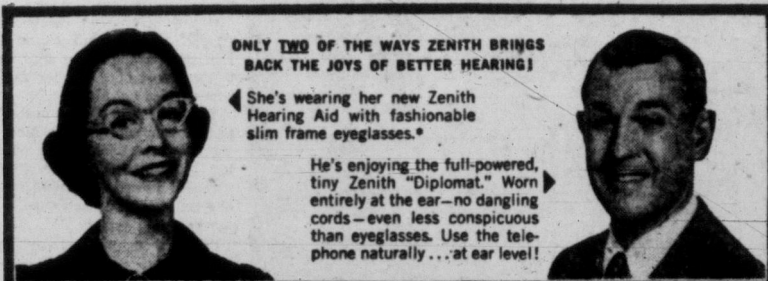 ONLY TWO OF THE WAYS ZENITH BRINGS
BACK THE JOYS OF BETTER HEARING!
She's wearing her new Zenith
Hearing Aid with fashionable
slim frame eyeglasses.*
He's enjoying the full-powered,
tiny Zenith "Diplomat." Worn
entirely at the ear—no dangling
cords—even less conspicuous
than eyeglasses. Use the tele-
phone naturally...at ear level!